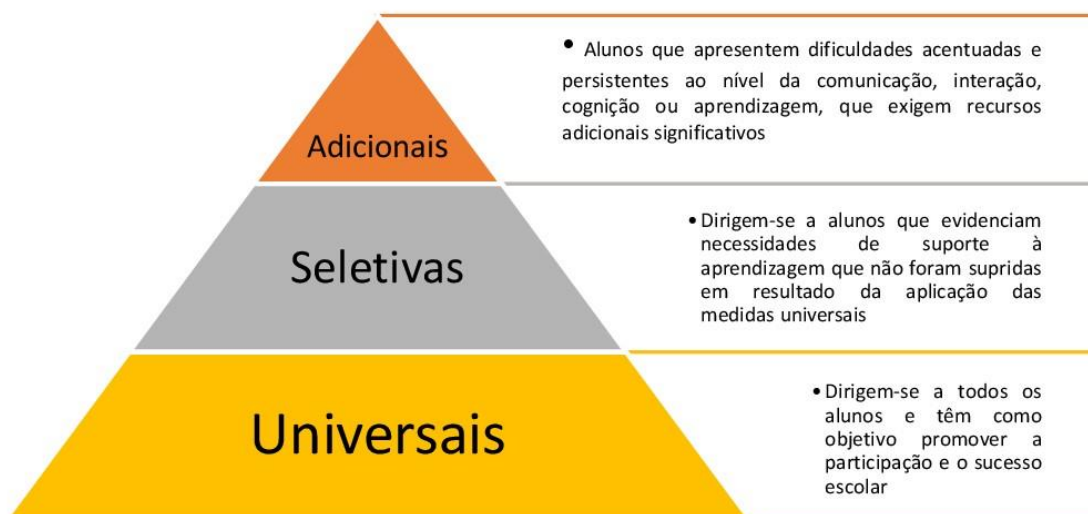 • Alunos que apresentem dificuldades acentuadas e
persistentes ao nível da comunicação, interação,
cognição ou aprendizagem, que exigem recursos
adicionais significativos
Adicionais
• Dirigem-se a alunos que evidenciam
necessidades de suporte à
aprendizagem que não foram supridas
em resultado da aplicação das
medidas universais
Seletivas
• Dirigem-se a todos os
alunos e têm como
objetivo promover a
participação e o sucesso
escolar
Universais